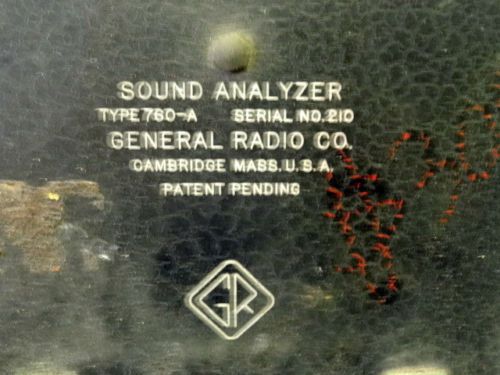 SOUND ANALYZER
TYPE 760-A SERIAL NO. 210
GENERAL RADIO CO.
CAMBRIDGE MASS. U.S.A.
PATENT PENDING
GR